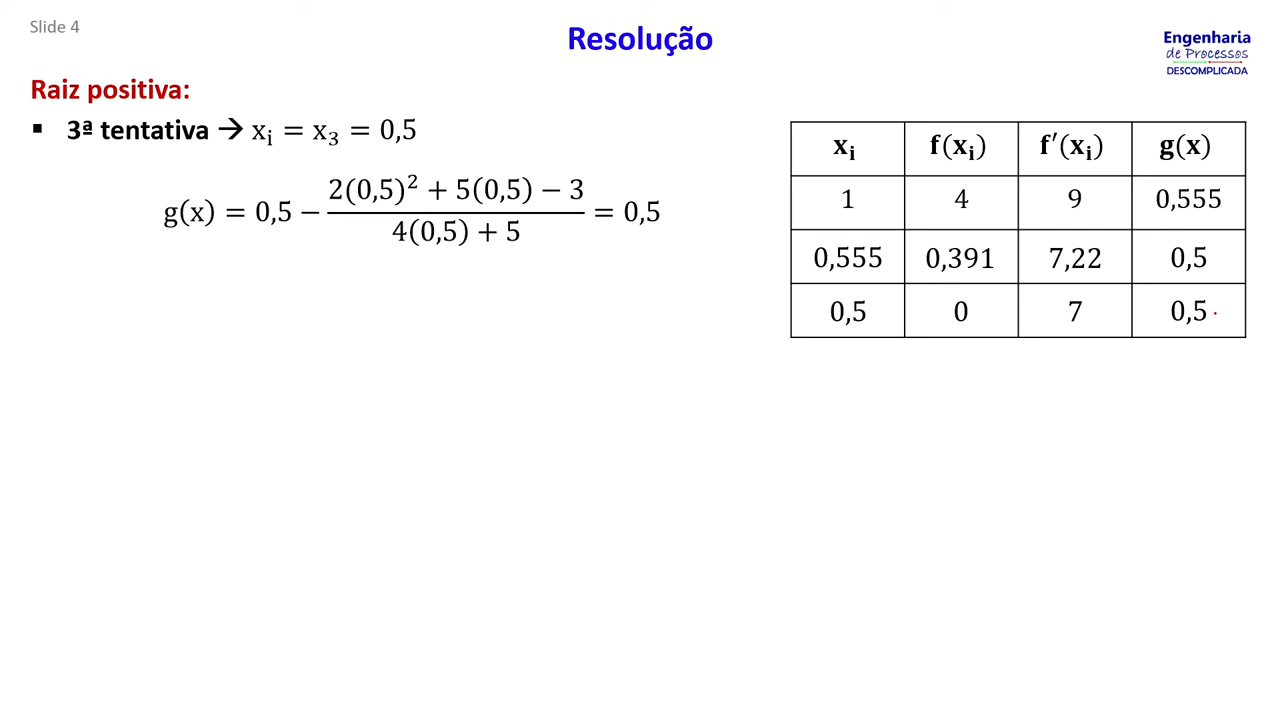 Slide 4
Resolução
Engenharia
de Processos
DESCOMPLICADA
Raiz positiva:
▪ 3ª tentativa → xᵢ = x₃ = 0,5
g(x) = 0,5 − (2(0,5)² + 5(0,5) − 3) / (4(0,5) + 5) = 0,5
xᵢ f(xᵢ) f′(xᵢ) g(x)
1 4 9 0,555
0,555 0,391 7,22 0,5
0,5 0 7 0,5